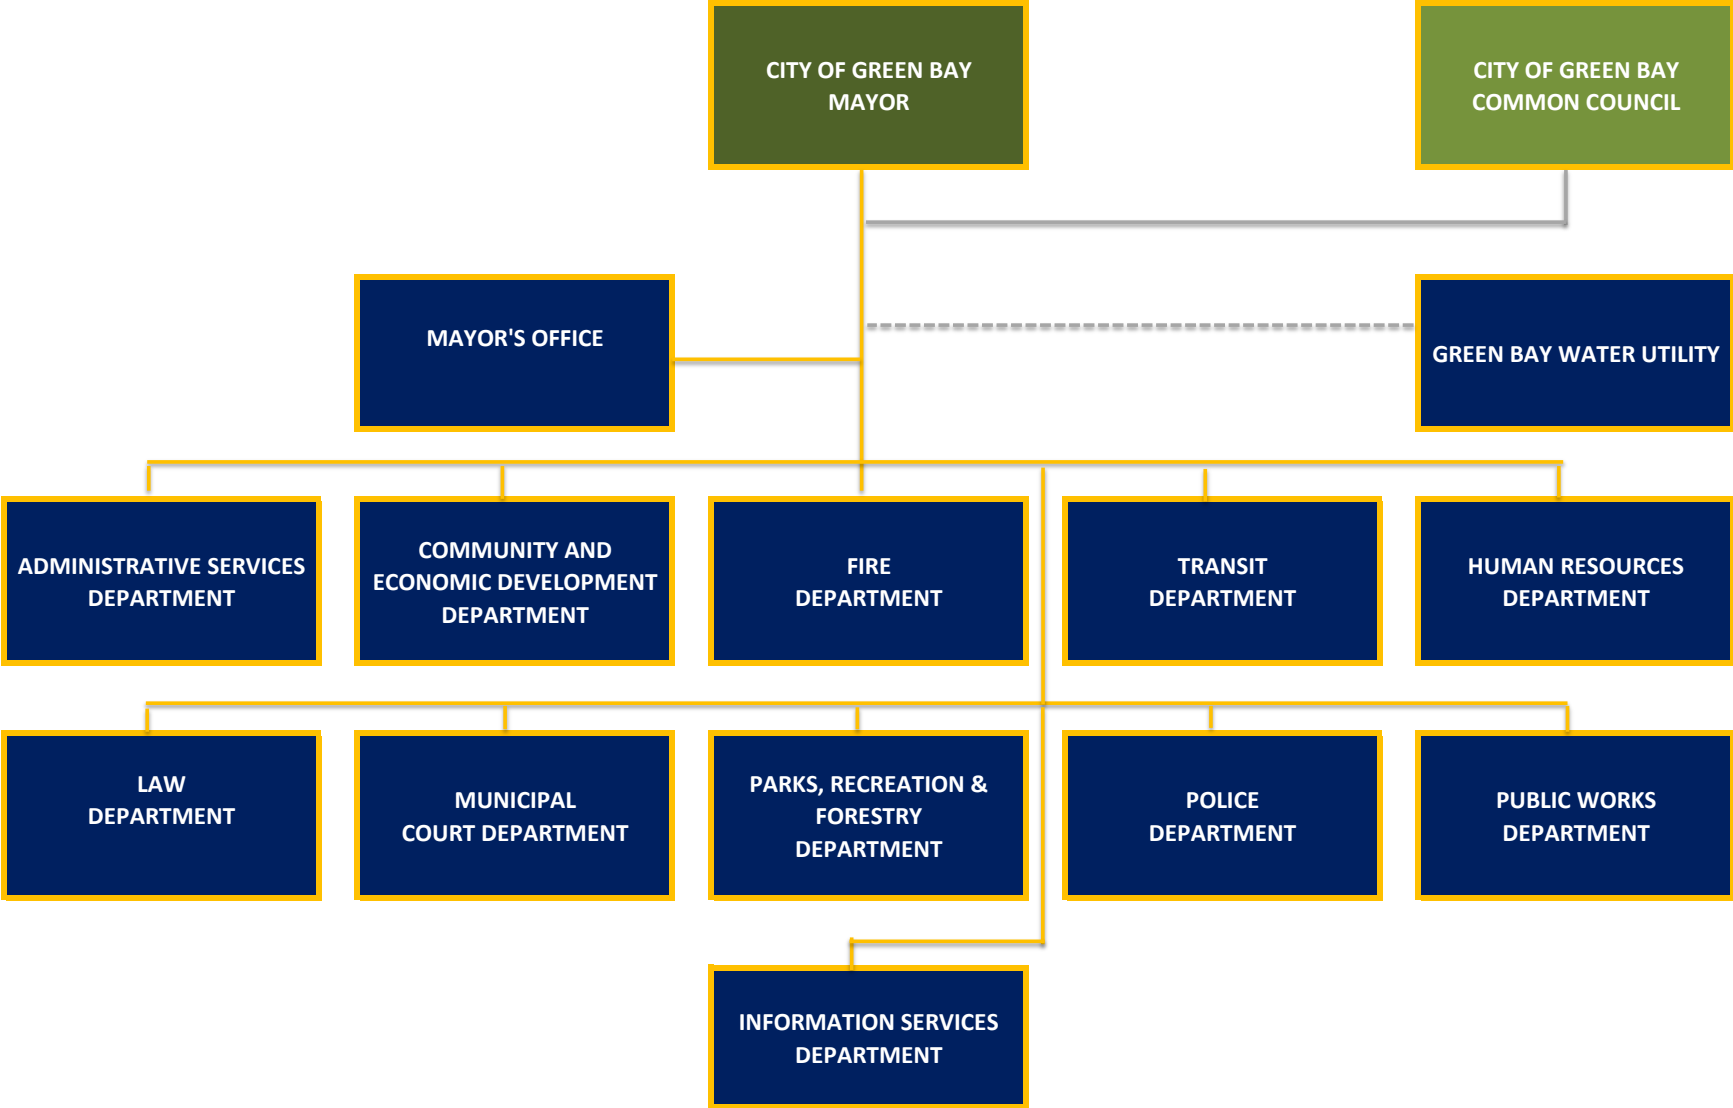 CITY OF GREEN BAY
MAYOR
CITY OF GREEN BAY
COMMON COUNCIL
MAYOR'S OFFICE
GREEN BAY WATER UTILITY
ADMINISTRATIVE SERVICES
DEPARTMENT
COMMUNITY AND
ECONOMIC DEVELOPMENT
DEPARTMENT
FIRE
DEPARTMENT
TRANSIT
DEPARTMENT
HUMAN RESOURCES
DEPARTMENT
LAW
DEPARTMENT
MUNICIPAL
COURT DEPARTMENT
PARKS, RECREATION &
FORESTRY
DEPARTMENT
POLICE
DEPARTMENT
PUBLIC WORKS
DEPARTMENT
INFORMATION SERVICES
DEPARTMENT